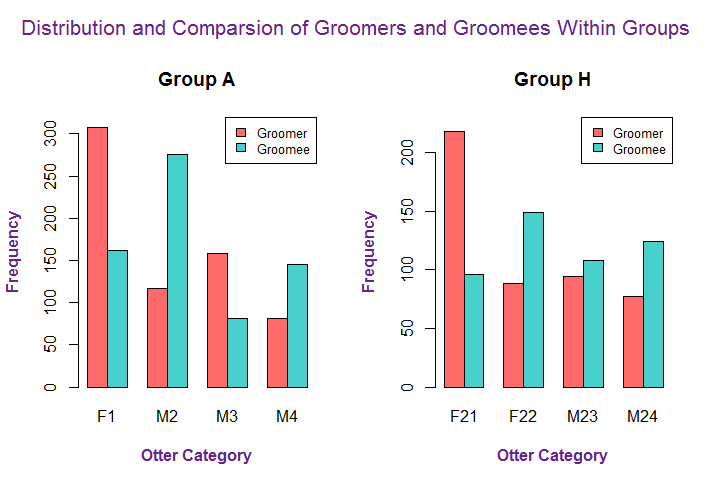 Distribution and Comparsion of Groomers and Groomees Within Groups
Group A
Groomer
Groomee
Frequency
300
250
200
150
100
50
0
F1 M2 M3 M4
Otter Category
Group H
Groomer
Groomee
Frequency
200
150
100
50
0
F21 F22 M23 M24
Otter Category